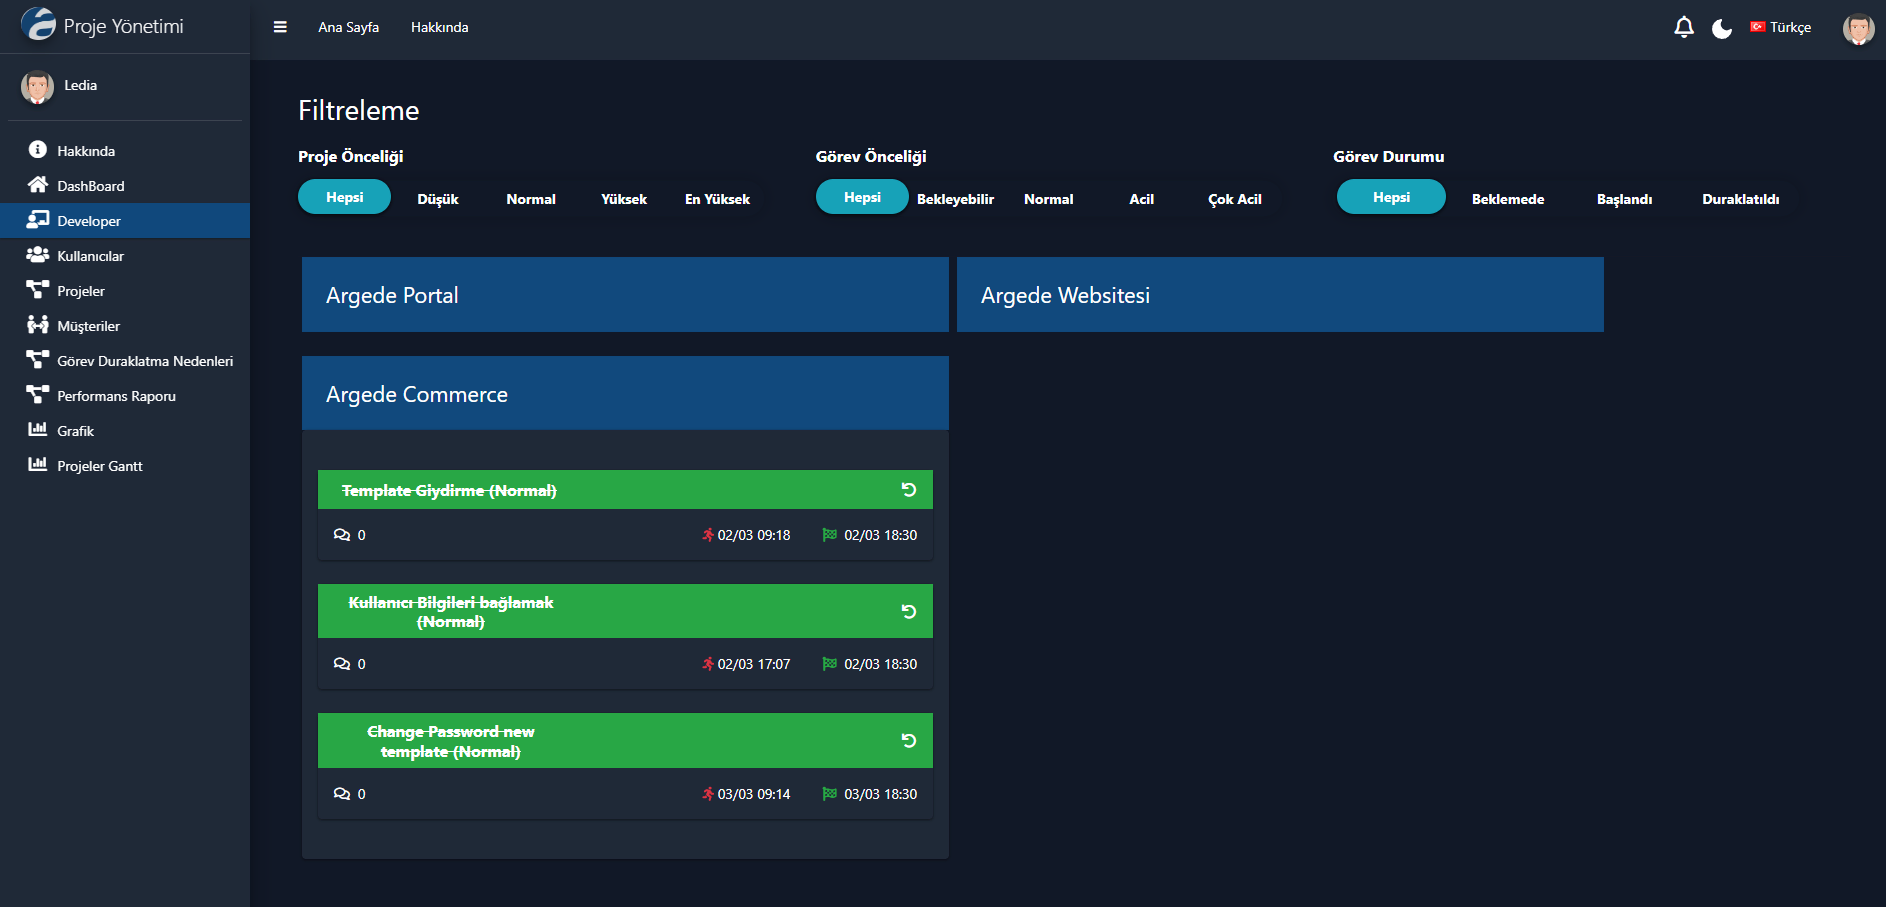 Proje Yönetimi
Ana Sayfa
Hakkında
Türkçe
Ledia
Hakkında
DashBoard
Developer
Kullanıcılar
Projeler
Müşteriler
Görev Duraklatma Nedenleri
Performans Raporu
Grafik
Projeler Gantt
Filtreleme
Proje Önceliği
Hepsi Düşük Normal Yüksek En Yüksek
Görev Önceliği
Hepsi Bekleyebilir Normal Acil Çok Acil
Görev Durumu
Hepsi Beklemede Başlandı Duraklatıldı
Argede Portal
Argede Websitesi
Argede Commerce
Template Giydirme (Normal)
0 02/03 09:18 02/03 18:30
Kullanıcı Bilgileri bağlamak
(Normal)
0 02/03 17:07 02/03 18:30
Change Password new
template (Normal)
0 03/03 09:14 03/03 18:30